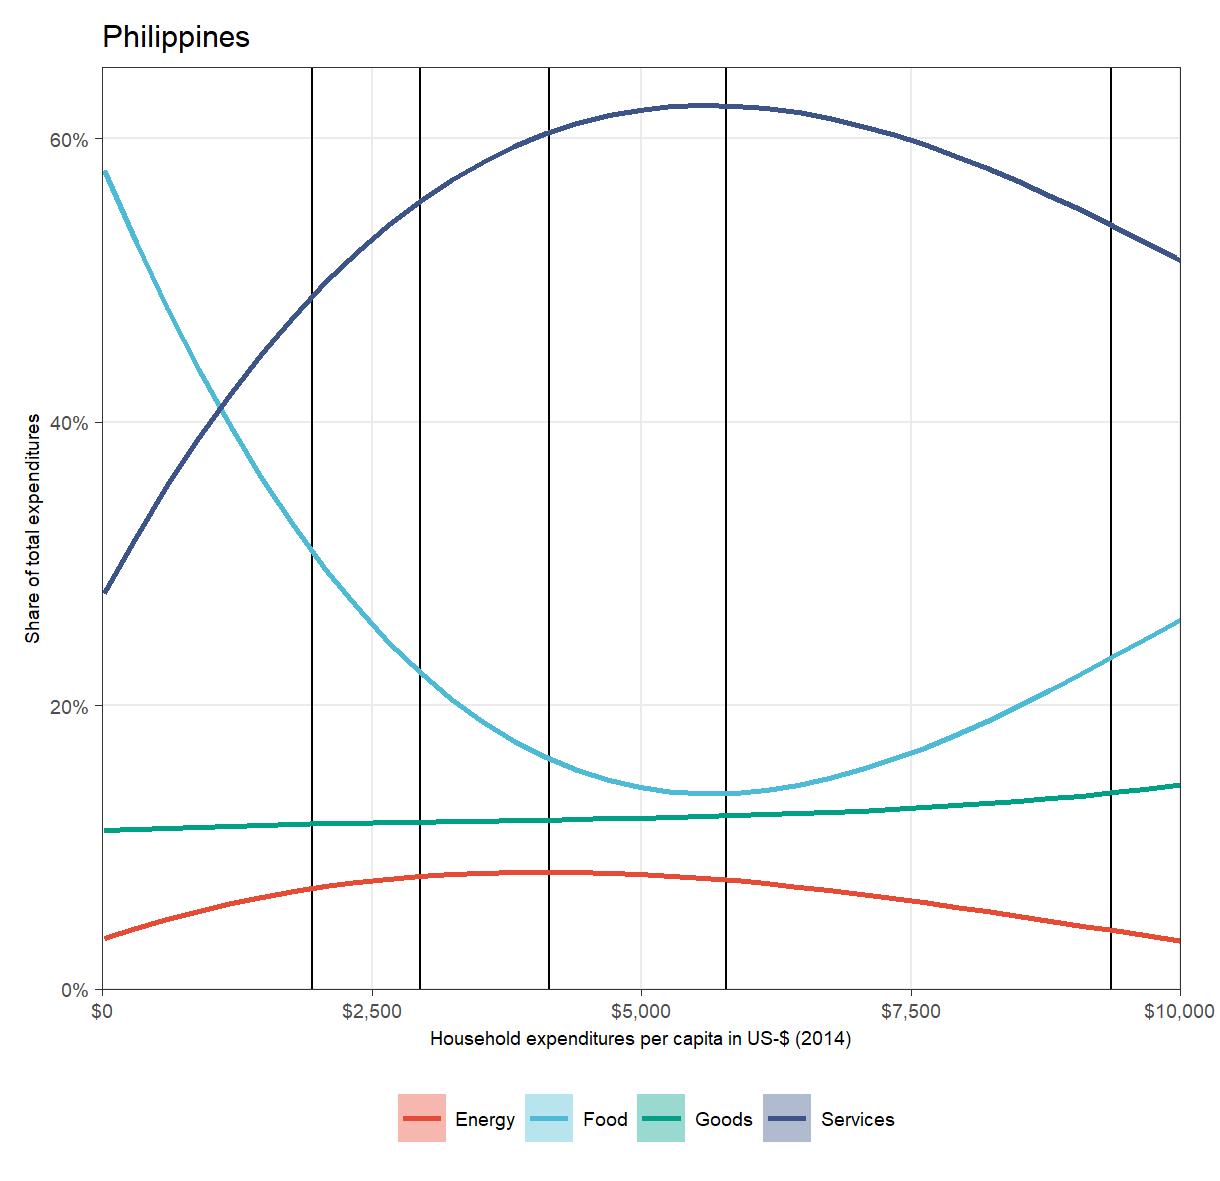 Philippines
Share of total expenditures
60%
40%
20%
0%
$0 $2,500 $5,000 $7,500 $10,000
Household expenditures per capita in US-$ (2014)
Energy Food Goods Services